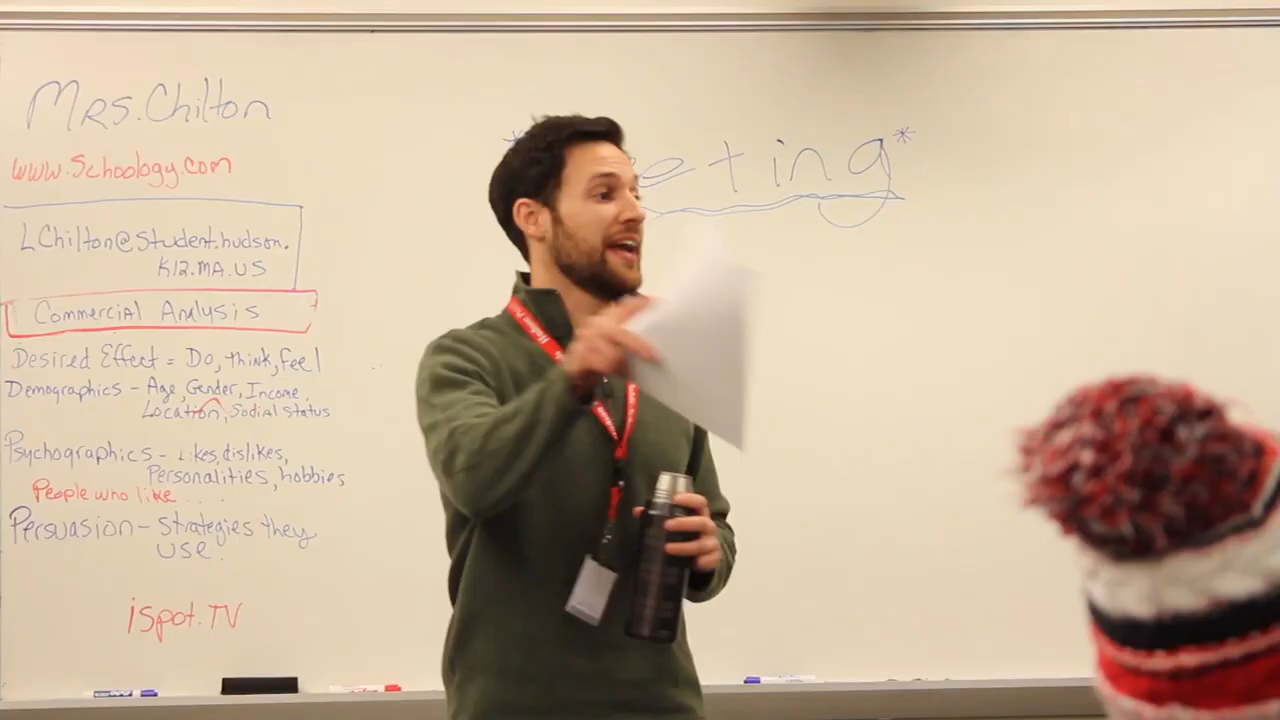 Mrs. Chilton
www.Schoology.com
LChilton@student.hudson.
K12.MA.US
Commercial Analysis
Desired Effect = Do, think, feel
Demographics - Age, Gender, Income,
Location, Social status
Psychographics - Likes, dislikes,
Personalities, hobbies
People who like ....
Persuasion - Strategies they
use.
ispot.TV
eting*